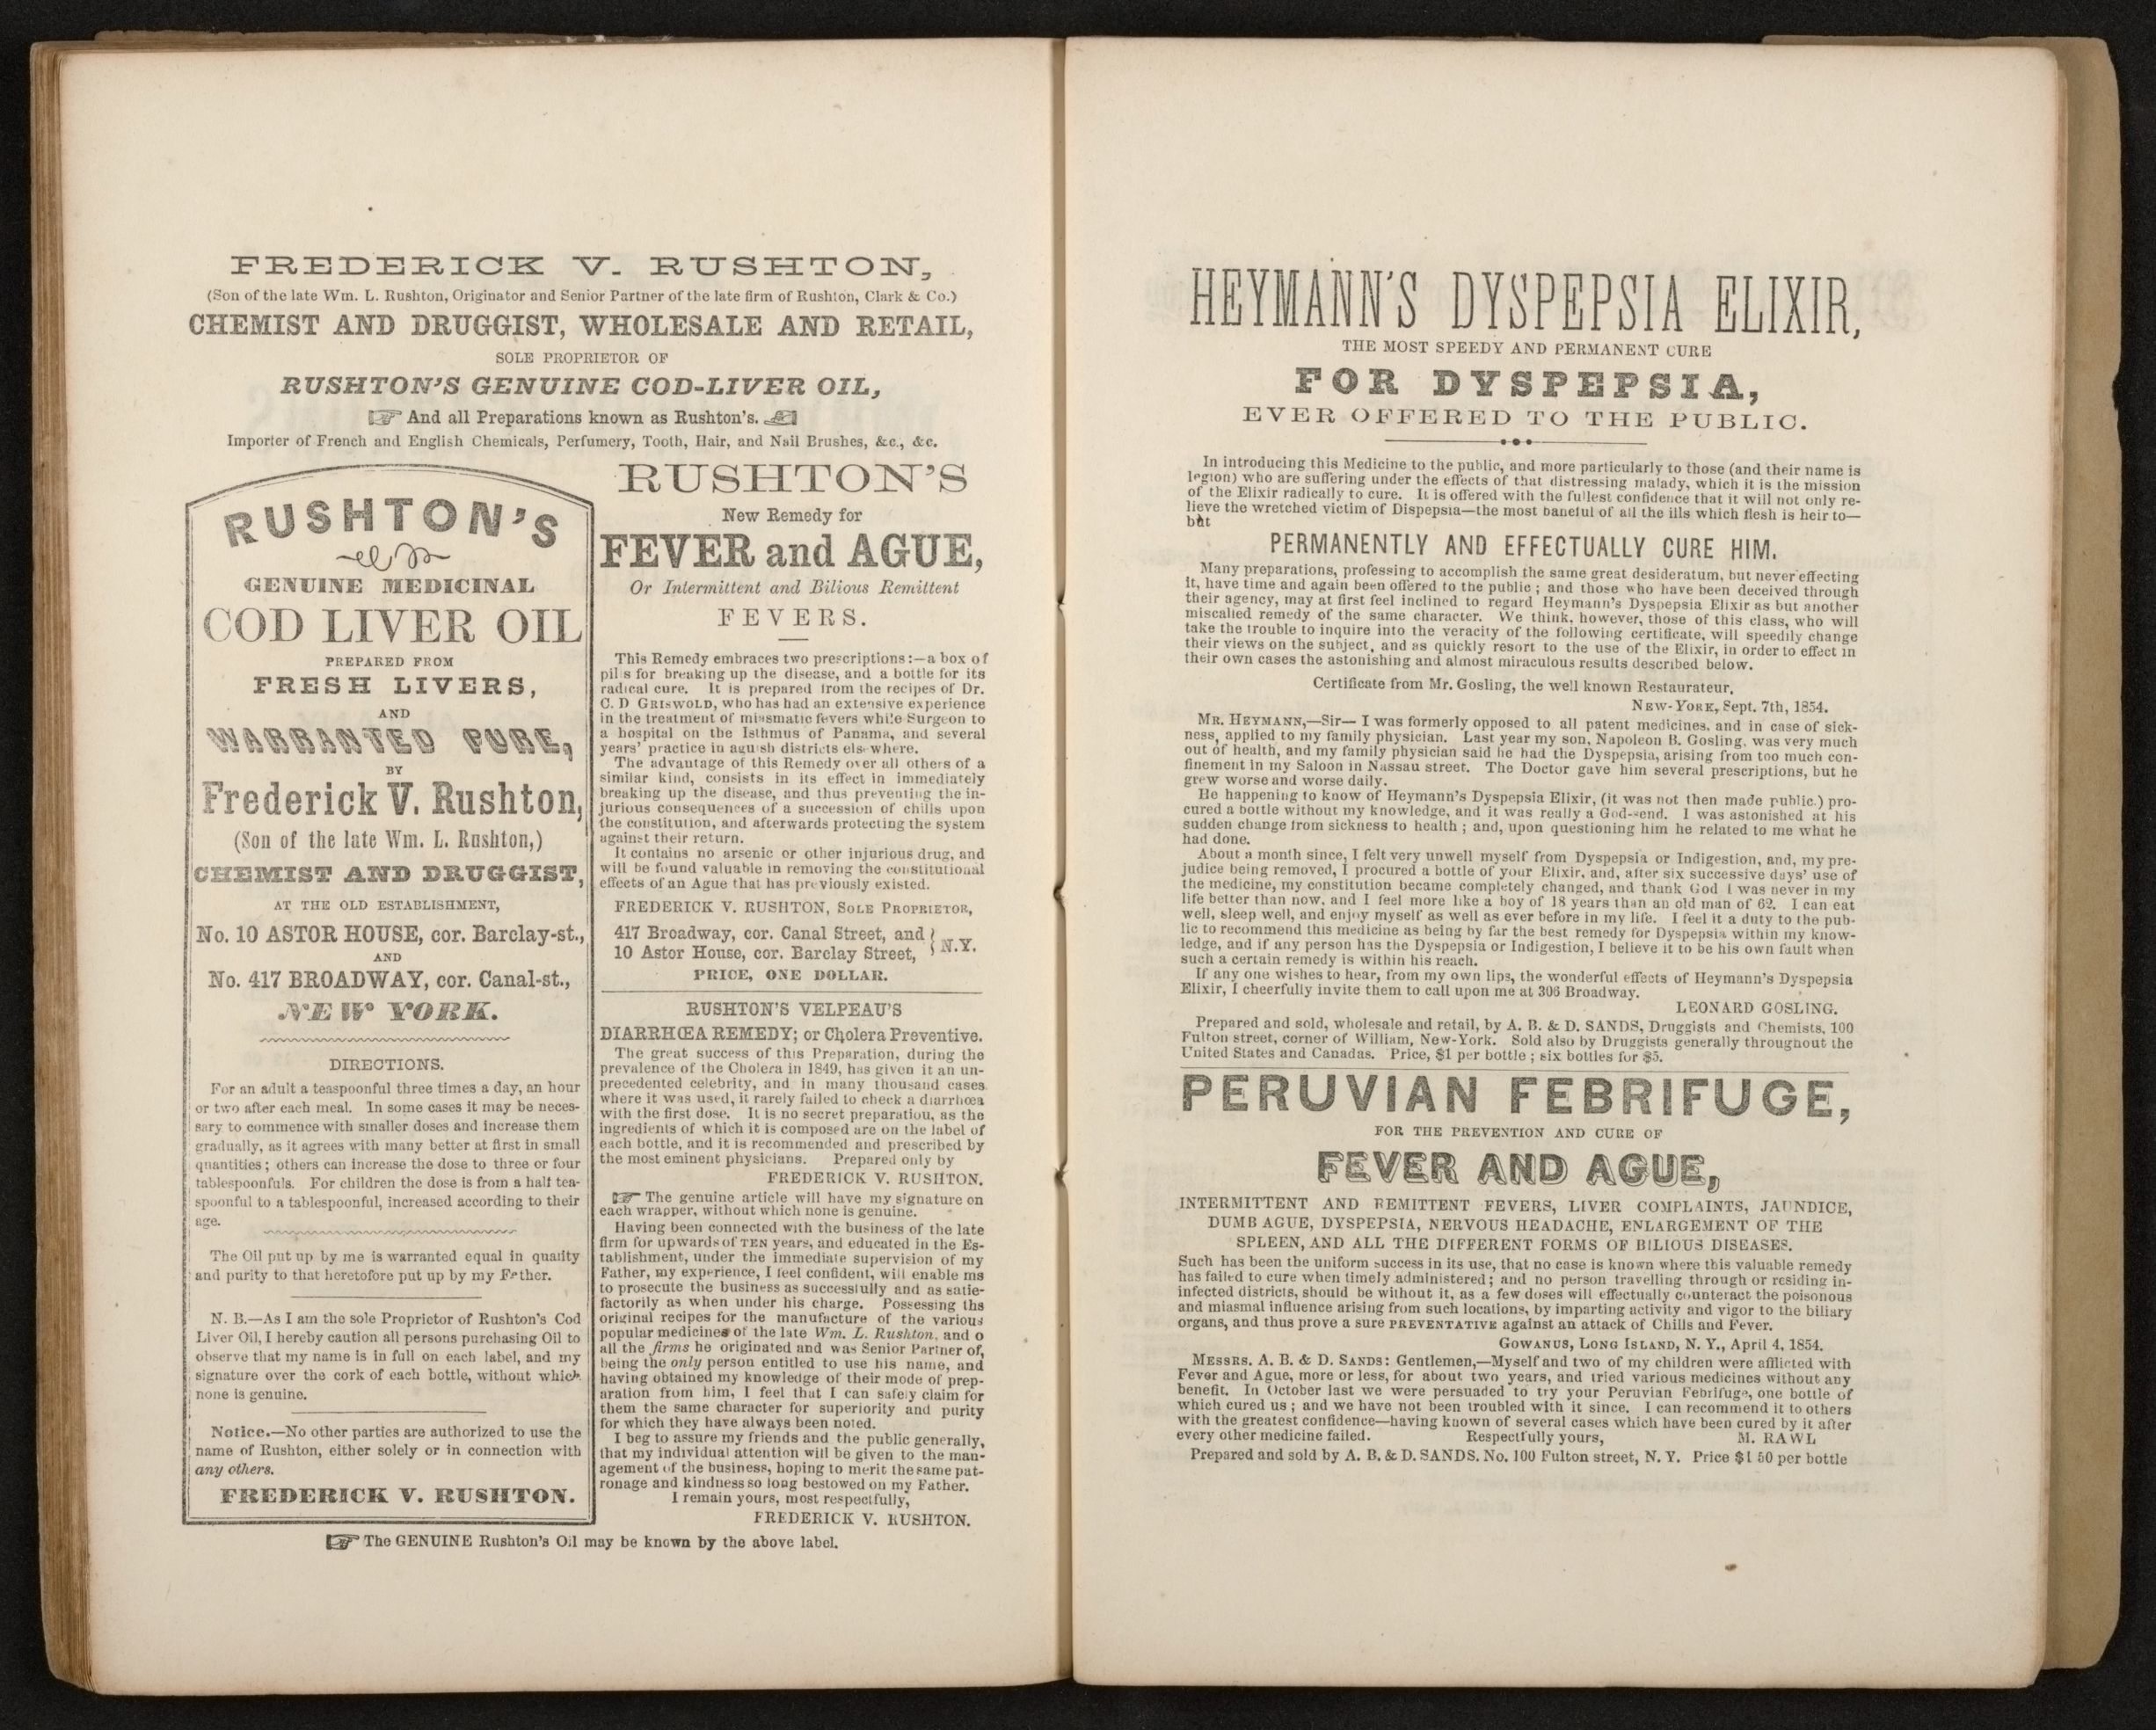 FREDERICK V. RUSHTON,
(Son of the late Wm. L. Rushton, Originator and Senior Partner of the late firm of Rushton, Clark & Co.)
CHEMIST AND DRUGGIST, WHOLESALE AND RETAIL,
SOLE PROPRIETOR OF
RUSHTON'S GENUINE COD-LIVER OIL,
☞ And all Preparations known as Rushton's. ☜
Importer of French and English Chemicals, Perfumery, Tooth, Hair, and Nail Brushes, &c., &c.
RUSHTON'S
GENUINE MEDICINAL
COD LIVER OIL
PREPARED FROM
FRESH LIVERS,
AND
WARRANTED PURE,
BY
Frederick V. Rushton,
(Son of the late Wm. L. Rushton,)
CHEMIST AND DRUGGIST,
AT THE OLD ESTABLISHMENT,
No. 10 ASTOR HOUSE, cor. Barclay-st.,
AND
No. 417 BROADWAY, cor. Canal-st.,
NEW YORK.
DIRECTIONS.
For an adult a teaspoonful three times a day, an hour
or two after each meal. In some cases it may be neces-
sary to commence with smaller doses and increase them
gradually, as it agrees with many better at first in small
quantities; others can increase the dose to three or four
tablespoonfuls. For children the dose is from a half tea-
spoonful to a tablespoonful, increased according to their
age.
The Oil put up by me is warranted equal in quality
and purity to that heretofore put up by my Father.
N. B.—As I am the sole Proprietor of Rushton's Cod
Liver Oil, I hereby caution all persons purchasing Oil to
observe that my name is in full on each label, and my
signature over the cork of each bottle, without which
none is genuine.
Notice.—No other parties are authorized to use the
name of Rushton, either solely or in connection with
any others.
FREDERICK V. RUSHTON.
RUSHTON'S
New Remedy for
FEVER and AGUE,
Or Intermittent and Bilious Remittent
FEVERS.
This Remedy embraces two prescriptions:—a box of
pills for breaking up the disease, and a bottle for its
radical cure. It is prepared from the recipes of Dr.
C. D GRISWOLD, who has had an extensive experience
in the treatment of miasmatic fevers while Surgeon to
a hospital on the Isthmus of Panama, and several
years' practice in aguish districts elsewhere.
The advantage of this Remedy over all others of a
similar kind, consists in its effect in immediately
breaking up the disease, and thus preventing the in-
jurious consequences of a succession of chills upon
the constitution, and afterwards protecting the system
against their return.
It contains no arsenic or other injurious drug, and
will be found valuable in removing the constitutional
effects of an Ague that has previously existed.
FREDERICK V. RUSHTON, SOLE PROPRIETOR,
417 Broadway, cor. Canal Street, and
10 Astor House, cor. Barclay Street, } N.Y.
PRICE, ONE DOLLAR.
RUSHTON'S VELPEAU'S
DIARRHŒA REMEDY; or Cholera Preventive.
The great success of this Preparation, during the
prevalence of the Cholera in 1849, has given it an un-
precedented celebrity, and in many thousand cases
where it was used, it rarely failed to check a diarrhœa
with the first dose. It is no secret preparation, as the
ingredients of which it is composed are on the label of
each bottle, and it is recommended and prescribed by
the most eminent physicians. Prepared only by
FREDERICK V. RUSHTON.
☞ The genuine article will have my signature on
each wrapper, without which none is genuine.
Having been connected with the business of the late
firm for upwards of TEN years, and educated in the Es-
tablishment, under the immediate supervision of my
Father, my experience, I feel confident, will enable ms
to prosecute the business as successfully and as satis-
factorily as when under his charge. Possessing ths
original recipes for the manufacture of the various
popular medicines of the late Wm. L. Rushton, and o
all the firms he originated and was Senior Partner of,
being the only person entitled to use his name, and
having obtained my knowledge of their mode of prep-
aration from him, I feel that I can safely claim for
them the same character for superiority and purity
for which they have always been noted.
I beg to assure my friends and the public generally,
that my individual attention will be given to the man-
agement of the business, hoping to merit the same pat-
ronage and kindness so long bestowed on my Father.
I remain yours, most respectfully,
FREDERICK V. RUSHTON.
☞ The GENUINE Rushton's Oil may be known by the above label.
HEYMANN'S DYSPEPSIA ELIXIR,
THE MOST SPEEDY AND PERMANENT CURE
FOR DYSPEPSIA,
EVER OFFERED TO THE PUBLIC.
In introducing this Medicine to the public, and more particularly to those (and their name is
legion) who are suffering under the effects of that distressing malady, which it is the mission
of the Elixir radically to cure. It is offered with the fullest confidence that it will not only re-
lieve the wretched victim of Dispepsia—the most baneful of all the ills which flesh is heir to—
but
PERMANENTLY AND EFFECTUALLY CURE HIM.
Many preparations, professing to accomplish the same great desideratum, but never effecting
it, have time and again been offered to the public; and those who have been deceived through
their agency, may at first feel inclined to regard Heymann's Dyspepsia Elixir as but another
miscalled remedy of the same character. We think, however, those of this class, who will
take the trouble to inquire into the veracity of the following certificate, will speedily change
their views on the subject, and as quickly resort to the use of the Elixir, in order to effect in
their own cases the astonishing and almost miraculous results described below.
Certificate from Mr. Gosling, the well known Restaurateur.
NEW-YORK, Sept. 7th, 1854.
MR. HEYMANN,—Sir—I was formerly opposed to all patent medicines, and in case of sick-
ness, applied to my family physician. Last year my son, Napoleon B. Gosling, was very much
out of health, and my family physician said he had the Dyspepsia, arising from too much con-
finement in my Saloon in Nassau street. The Doctor gave him several prescriptions, but he
grew worse and worse daily.
He happening to know of Heymann's Dyspepsia Elixir, (it was not then made public.) pro-
cured a bottle without my knowledge, and it was really a God-send. I was astonished at his
sudden change from sickness to health; and, upon questioning him he related to me what he
had done.
About a month since, I felt very unwell myself from Dyspepsia or Indigestion, and, my pre-
judice being removed, I procured a bottle of your Elixir, and, after six successive days' use of
the medicine, my constitution became completely changed, and thank God I was never in my
life better than now, and I feel more like a boy of 18 years than an old man of 62. I can eat
well, sleep well, and enjoy myself as well as ever before in my life. I feel it a duty to the pub-
lic to recommend this medicine as being by far the best remedy for Dyspepsia within my know-
ledge, and if any person has the Dyspepsia or Indigestion, I believe it to be his own fault when
such a certain remedy is within his reach.
If any one wishes to hear, from my own lips, the wonderful effects of Heymann's Dyspepsia
Elixir, I cheerfully invite them to call upon me at 306 Broadway.
LEONARD GOSLING.
Prepared and sold, wholesale and retail, by A. B. & D. SANDS, Druggists and Chemists, 100
Fulton street, corner of William, New-York. Sold also by Druggists generally throughout the
United States and Canadas. Price, $1 per bottle; six bottles for $5.
PERUVIAN FEBRIFUGE,
FOR THE PREVENTION AND CURE OF
FEVER AND AGUE,
INTERMITTENT AND REMITTENT FEVERS, LIVER COMPLAINTS, JAUNDICE,
DUMB AGUE, DYSPEPSIA, NERVOUS HEADACHE, ENLARGEMENT OF THE
SPLEEN, AND ALL THE DIFFERENT FORMS OF BILIOUS DISEASES.
Such has been the uniform success in its use, that no case is known where this valuable remedy
has failed to cure when timely administered; and no person travelling through or residing in-
infected districts, should be without it, as a few doses will effectually counteract the poisonous
and miasmal influence arising from such locations, by imparting activity and vigor to the biliary
organs, and thus prove a sure PREVENTATIVE against an attack of Chills and Fever.
GOWANUS, LONG ISLAND, N. Y., April 4, 1854.
MESSRS. A. B. & D. SANDS: Gentlemen,—Myself and two of my children were afflicted with
Fever and Ague, more or less, for about two years, and tried various medicines without any
benefit. In October last we were persuaded to try your Peruvian Febrifuge, one bottle of
which cured us; and we have not been troubled with it since. I can recommend it to others
with the greatest confidence—having known of several cases which have been cured by it after
every other medicine failed. Respectfully yours, M. RAWL
Prepared and sold by A. B. & D. SANDS. No. 100 Fulton street, N. Y. Price $1 50 per bottle